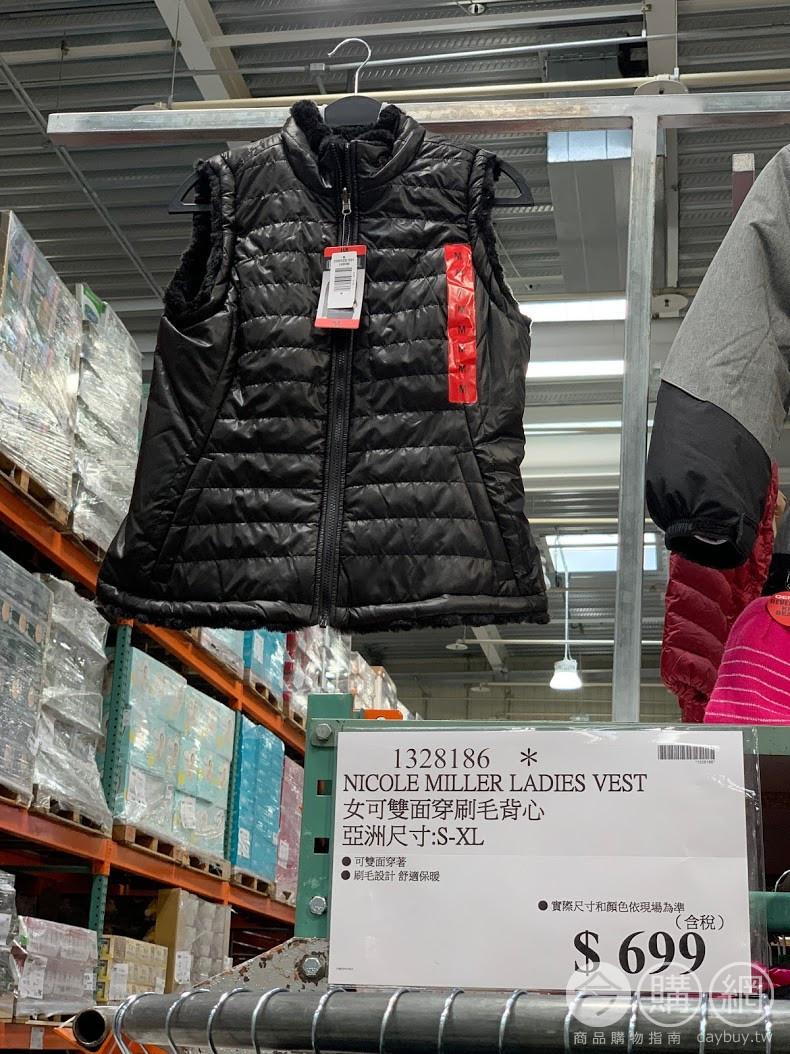 M
M
1328186 *
NICOLE MILLER LADIES VEST
女可雙面穿刷毛背心
亞洲尺寸:S-XL
● 可雙面穿著
● 刷毛設計 舒適保暖
● 實際尺寸和顏色依現場為準
(含稅)
$ 699
今購網
商品購物指南 daybuy.tw